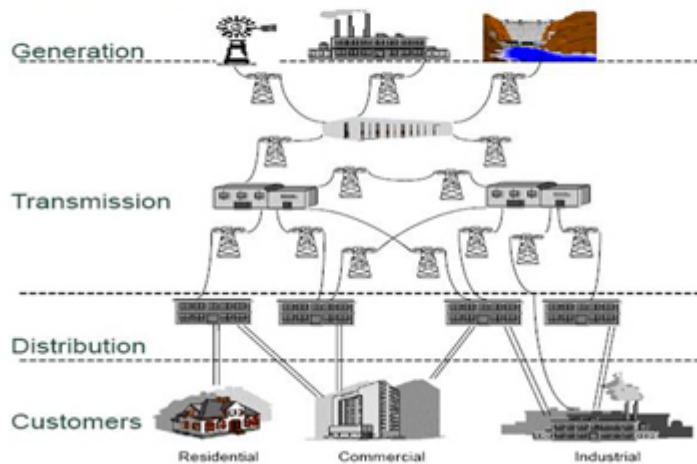 Generation
Transmission
Distribution
Customers
Residential
Commercial
Industrial